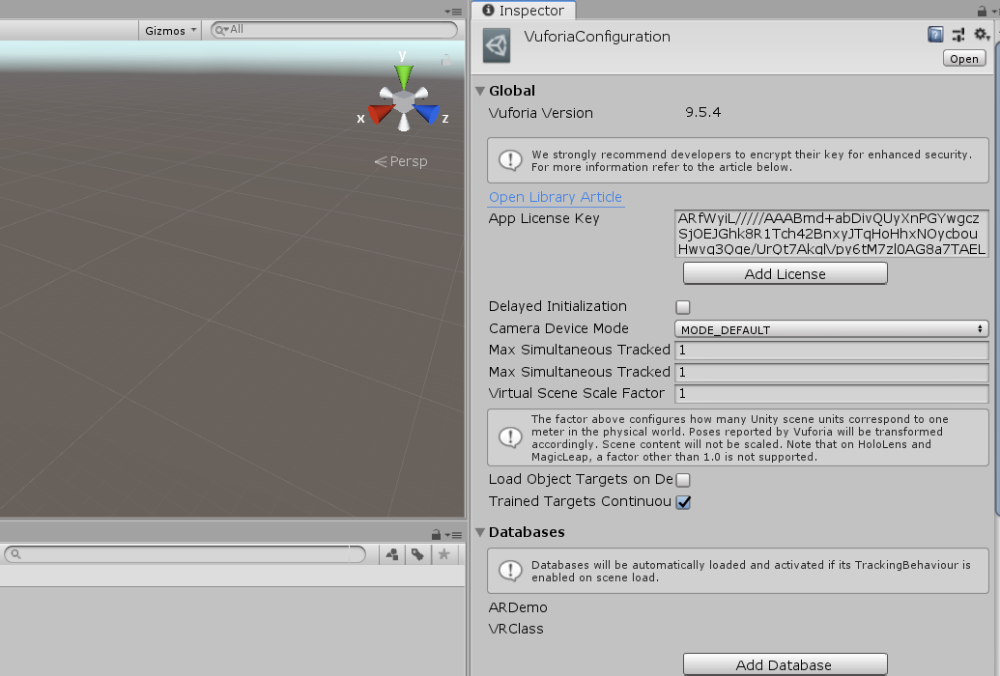 Inspector
Gizmos
All
VuforiaConfiguration
Open
y
x
z
Persp
Global
Vuforia Version 9.5.4
We strongly recommend developers to encrypt their key for enhanced security.
For more information refer to the article below.
Open Library Article
App License Key
ARfWyiL/////AAABmd+abDivQUyXnPGYwgcz
SjOEJGhk8R1Tch42BnxyJTqHoHhxNOycbou
Add License
Delayed Initialization
Camera Device Mode MODE_DEFAULT
Max Simultaneous Tracked 1
Max Simultaneous Tracked 1
Virtual Scene Scale Factor 1
The factor above configures how many Unity scene units correspond to one
meter in the physical world. Poses reported by Vuforia will be transformed
accordingly. Scene content will not be scaled. Note that on HoloLens and
MagicLeap, a factor other than 1.0 is not supported.
Load Object Targets on De
Trained Targets Continuou
Databases
Databases will be automatically loaded and activated if its TrackingBehaviour is
enabled on scene load.
ARDemo
VRClass
Add Database